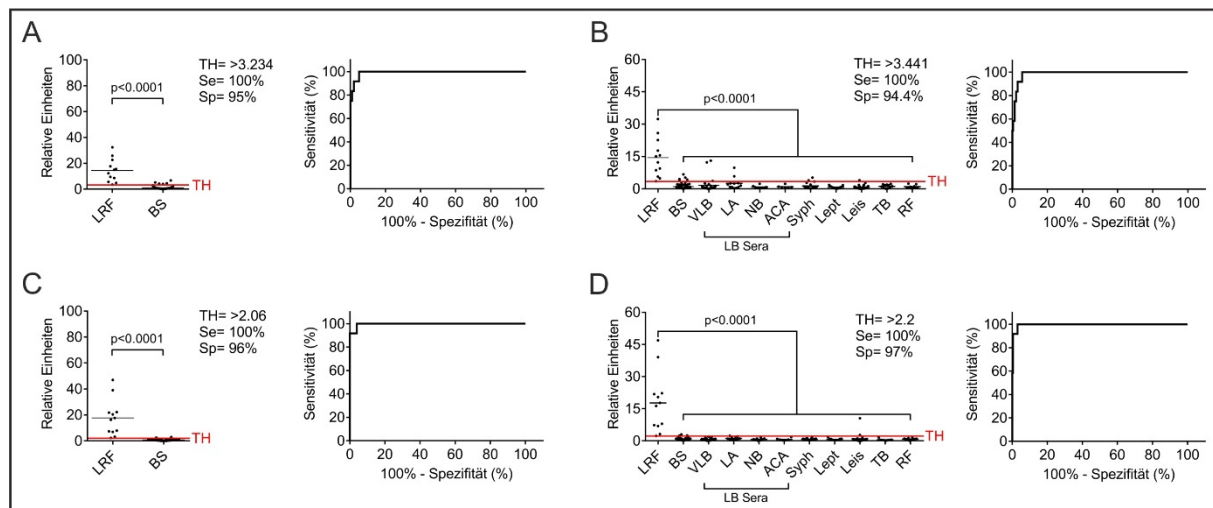 A
Relative Einheiten
100
80
60
40
20
0
p<0.0001
TH= >3.234
Se= 100%
Sp= 95%
TH
LRF
BS
Sensitivität (%)
100
80
60
40
20
0
0 20 40 60 80 100
100% - Spezifität (%)
B
Relative Einheiten
60
45
30
15
0
p<0.0001
TH= >3.441
Se= 100%
Sp= 94.4%
TH
LRF
BS
VLB
LA
NB
ACA
Syph
Lept
Leis
TB
RF
LB Sera
Sensitivität (%)
100
80
60
40
20
0
0 20 40 60 80 100
100% - Spezifität (%)
C
Relative Einheiten
100
80
60
40
20
0
p<0.0001
TH= >2.06
Se= 100%
Sp= 96%
TH
LRF
BS
Sensitivität (%)
100
80
60
40
20
0
0 20 40 60 80 100
100% - Spezifität (%)
D
Relative Einheiten
60
45
30
15
0
p<0.0001
TH= >2.2
Se= 100%
Sp= 97%
TH
LRF
BS
VLB
LA
NB
ACA
Syph
Lept
Leis
TB
RF
LB Sera
Sensitivität (%)
100
80
60
40
20
0
0 20 40 60 80 100
100% - Spezifität (%)